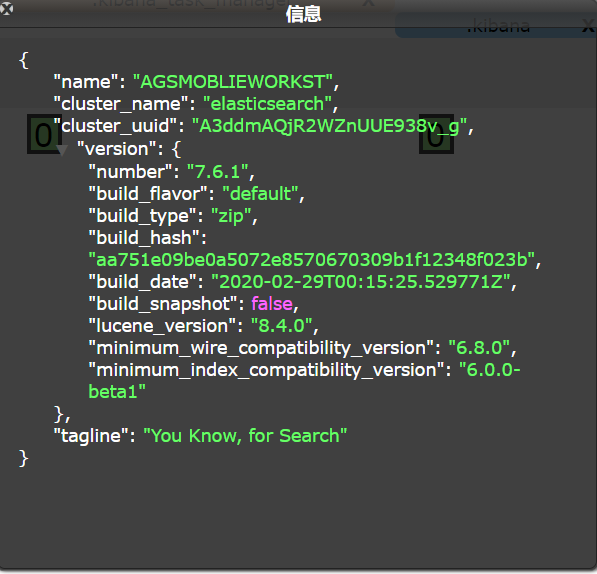 .kibana_task_manage
X
信息
.kibana
X
{
"name": "AGSMOBLIEWORKST",
"cluster_name": "elasticsearch",
"cluster_uuid": "A3ddmAQjR2WZnUUE938v_g",
0
0
"version": {
"number": "7.6.1",
"build_flavor": "default",
"build_type": "zip",
"build_hash":
"aa751e09be0a5072e8570670309b1f12348f023b",
"build_date": "2020-02-29T00:15:25.529771Z",
"build_snapshot": false,
"lucene_version": "8.4.0",
"minimum_wire_compatibility_version": "6.8.0",
"minimum_index_compatibility_version": "6.0.0-
beta1"
},
"tagline": "You Know, for Search"
}